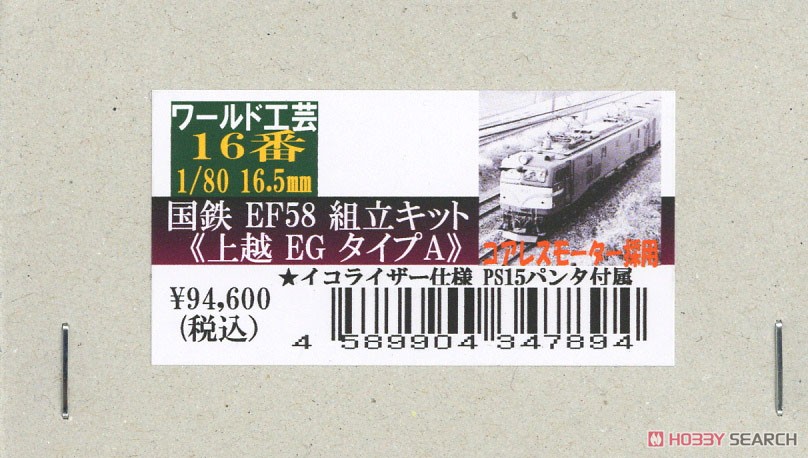 ワールド工芸
16番
1/80 16.5mm
国鉄 EF58 組立キット
《上越 EG タイプA》
コアレスモーター採用
★イコライザー仕様 PS15パンタ付属
¥94,600
(税込)
4 589904 347894
HOBBY SEARCH